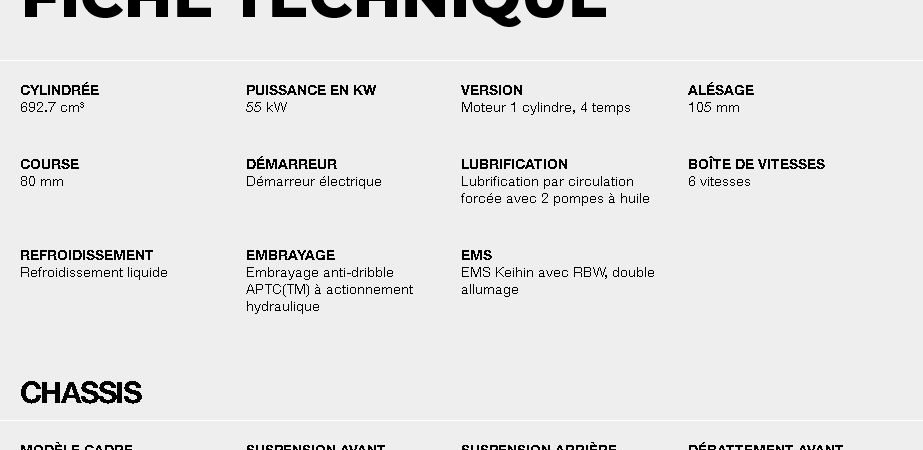 FICHE TECHNIQUE
CYLINDRÉE
692.7 cm³
PUISSANCE EN KW
55 kW
VERSION
Moteur 1 cylindre, 4 temps
ALÉSAGE
105 mm
COURSE
80 mm
DÉMARREUR
Démarreur électrique
LUBRIFICATION
Lubrification par circulation
forcée avec 2 pompes à huile
BOÎTE DE VITESSES
6 vitesses
REFROIDISSEMENT
Refroidissement liquide
EMBRAYAGE
Embrayage anti-dribble
APTC(TM) à actionnement
hydraulique
EMS
EMS Keihin avec RBW, double
allumage
CHASSIS
MODÈLE CADRE
SUSPENSION AVANT
SUSPENSION ARRIÈRE
DÉBATTEMENT AVANT